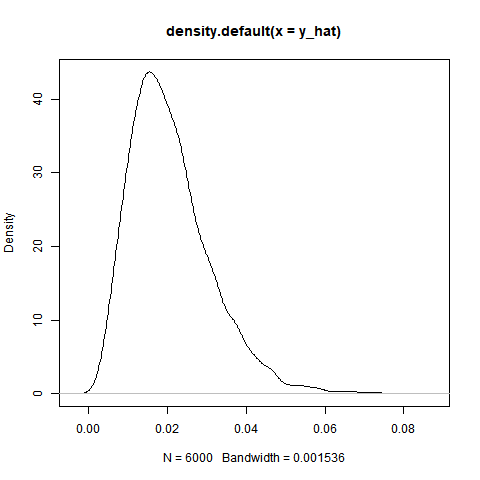 density.default(x = y_hat)
Density
40
30
20
10
0
0.00 0.02 0.04 0.06 0.08
N = 6000 Bandwidth = 0.001536